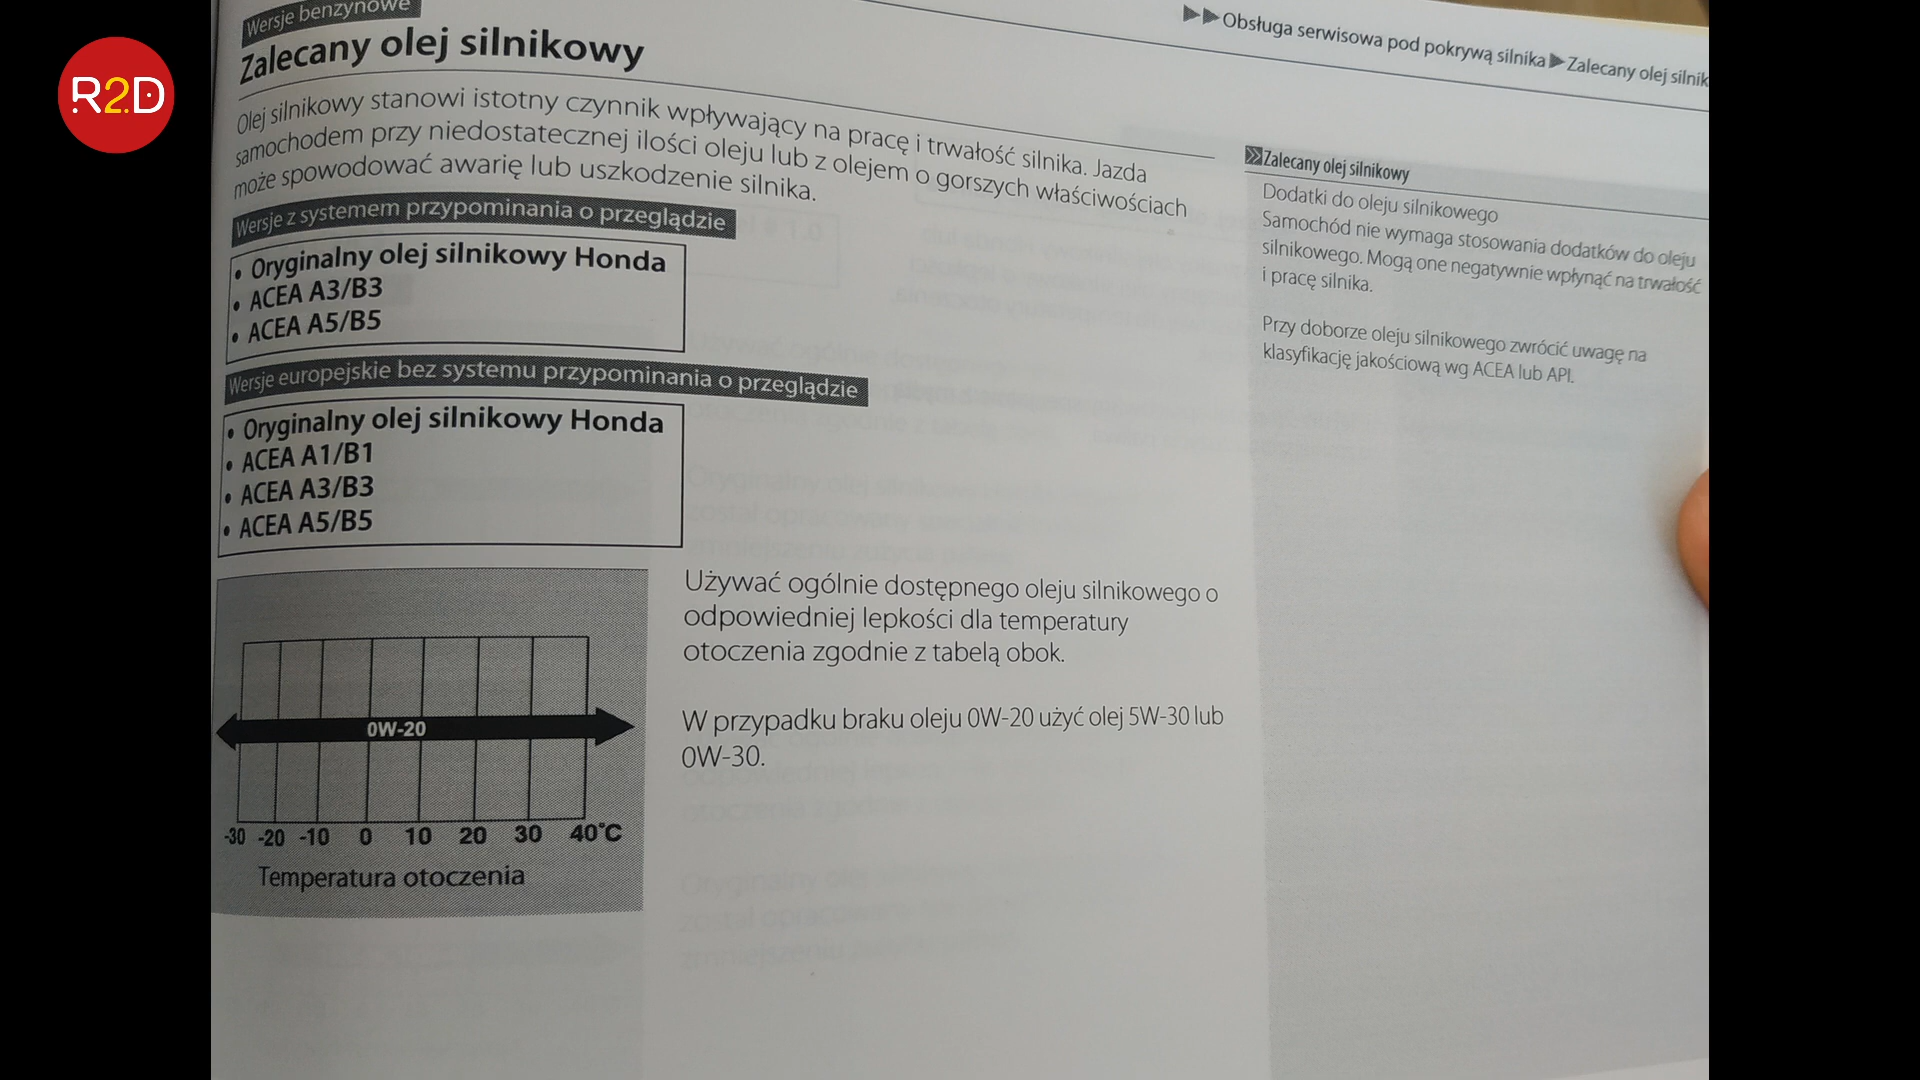 R2D
Wersje benzynowe
Zalecany olej silnikowy
▶▶Obsługa serwisowa pod pokrywą silnika▶Zalecany olej silnik
Olej silnikowy stanowi istotny czynnik wpływający na pracę i trwałość silnika. Jazda
samochodem przy niedostatecznej ilości oleju lub z olejem o gorszych właściwościach
może spowodować awarię lub uszkodzenie silnika.
Wersje z systemem przypominania o przeglądzie
• Oryginalny olej silnikowy Honda
• ACEA A3/B3
• ACEA A5/B5
Wersje europejskie bez systemu przypominania o przeglądzie
• Oryginalny olej silnikowy Honda
• ACEA A1/B1
• ACEA A3/B3
• ACEA A5/B5
0W-20
-30 -20 -10 0 10 20 30 40°C
Temperatura otoczenia
Używać ogólnie dostępnego oleju silnikowego o
odpowiedniej lepkości dla temperatury
otoczenia zgodnie z tabelą obok.
W przypadku braku oleju 0W-20 użyć olej 5W-30 lub
0W-30.
Zalecany olej silnikowy
Dodatki do oleju silnikowego
Samochód nie wymaga stosowania dodatków do oleju
silnikowego. Mogą one negatywnie wpłynąć na trwałość
i pracę silnika.
Przy doborze oleju silnikowego zwrócić uwagę na
klasyfikację jakościową wg ACEA lub API.